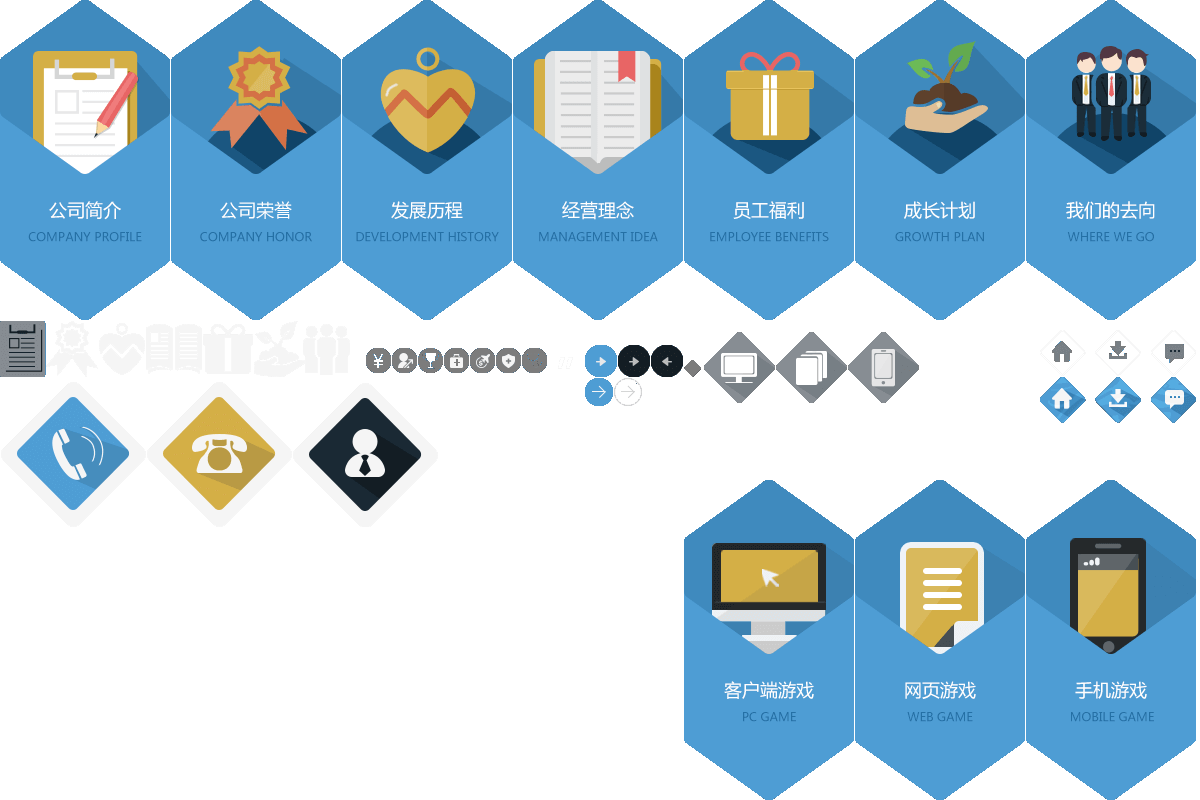 公司简介
COMPANY PROFILE
公司荣誉
COMPANY HONOR
发展历程
DEVELOPMENT HISTORY
经营理念
MANAGEMENT IDEA
员工福利
EMPLOYEE BENEFITS
成长计划
GROWTH PLAN
我们的去向
WHERE WE GO
¥
客户端游戏
PC GAME
网页游戏
WEB GAME
手机游戏
MOBILE GAME